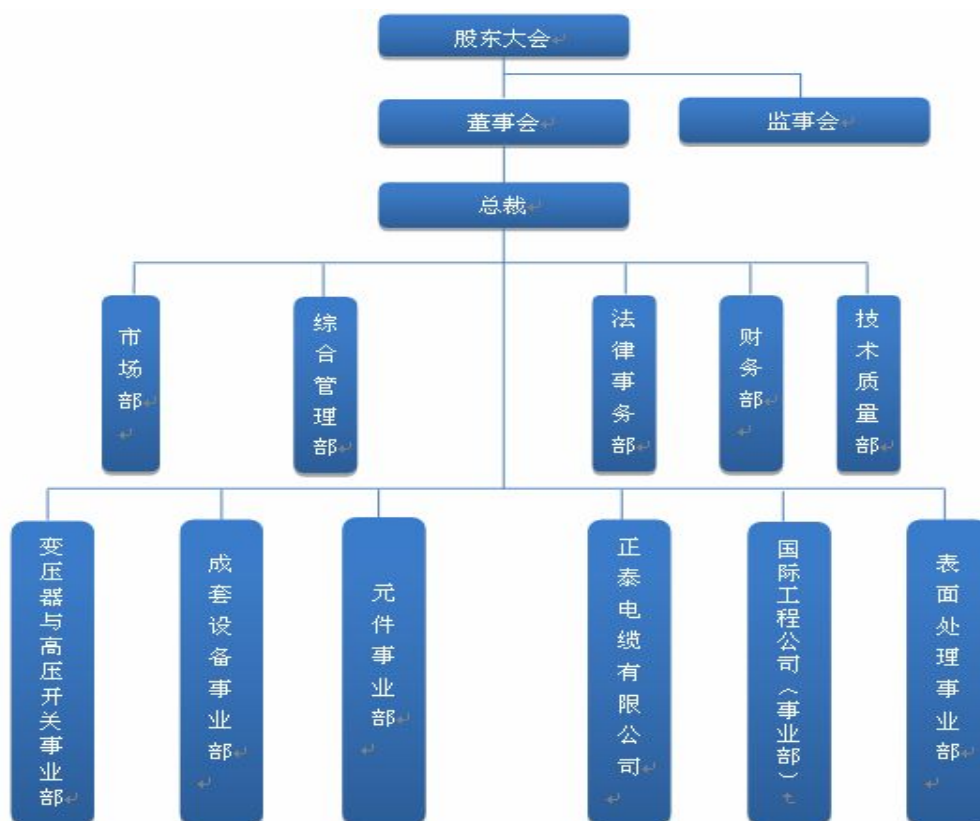 股东大会
董事会
监事会
总裁
市场部
综合管理部
法律事务部
财务部
技术质量部
变压器与高压开关事业部
成套设备事业部
元件事业部
正泰电缆有限公司
国际工程公司（事业部）
表面处理事业部